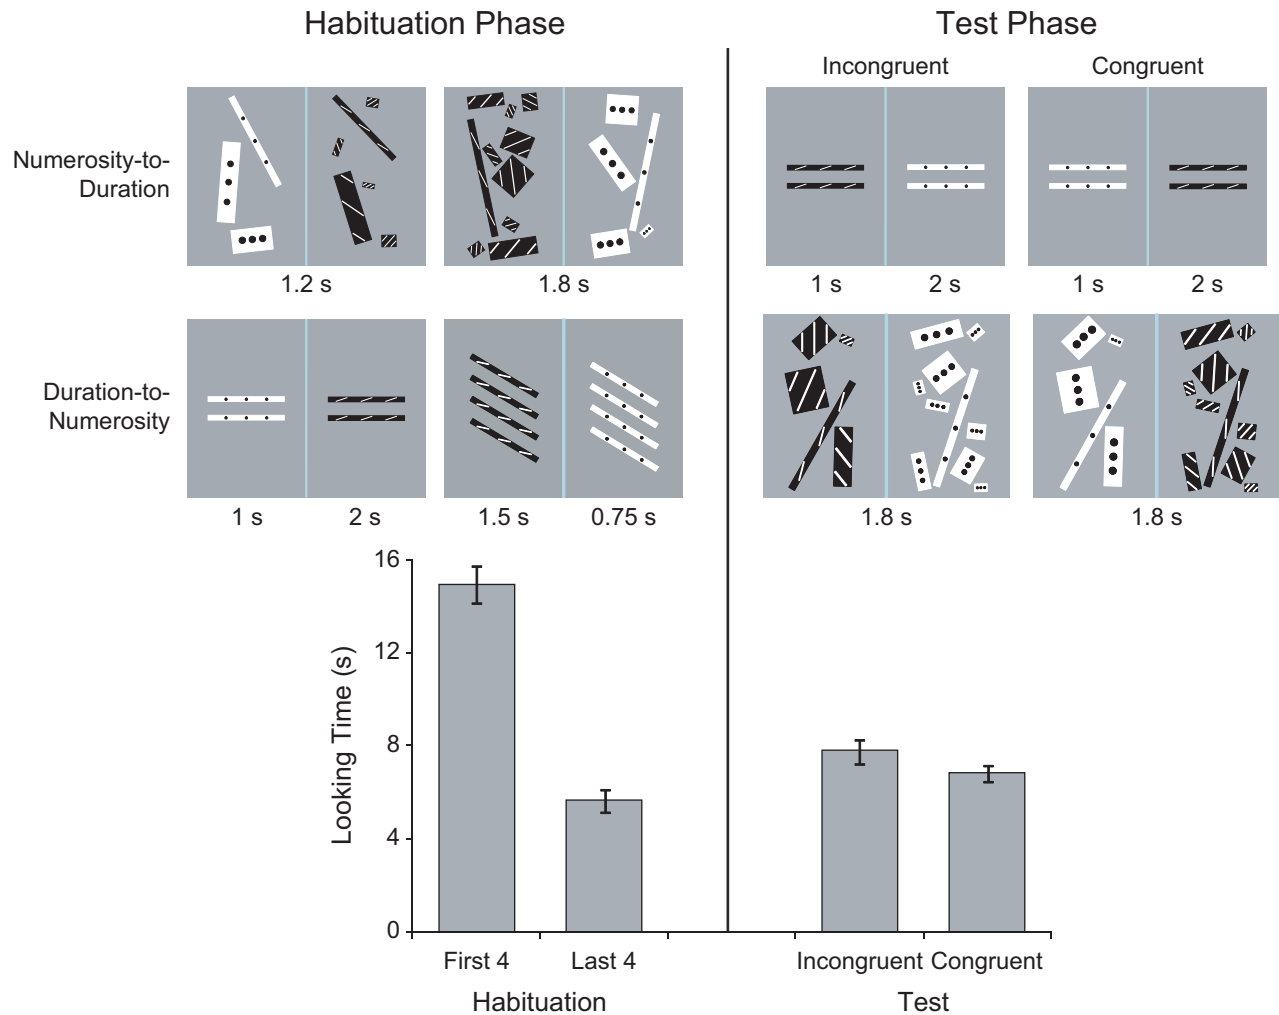 Habituation Phase
Test Phase
Incongruent
Congruent
Numerosity-to-
Duration
1.2 s
1.8 s
1 s
2 s
1 s
2 s
Duration-to-
Numerosity
1 s
2 s
1.5 s
0.75 s
1.8 s
1.8 s
Looking Time (s)
16
12
8
4
0
First 4
Last 4
Incongruent
Congruent
Habituation
Test